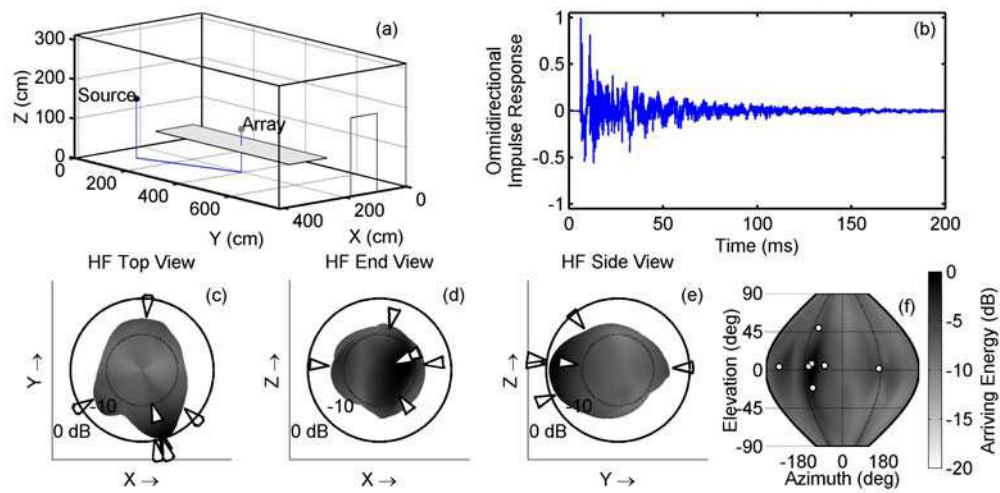 (a)
300
200
100
0
Z (cm)
Source
Array
0
200
400
600
Y (cm)
400
200
0
X (cm)
(b)
1
0.5
0
-0.5
-1
Omnidirectional
Impulse Response
0 50 100 150 200
Time (ms)
HF Top View
(c)
Y →
-10
0 dB
X →
HF End View
(d)
Z →
-10
0 dB
X →
HF Side View
(e)
Z →
-10
0 dB
Y →
(f)
90
45
0
-45
-90
Elevation (deg)
-180 0 180
Azimuth (deg)
0
-5
-10
-15
-20
Arriving Energy (dB)